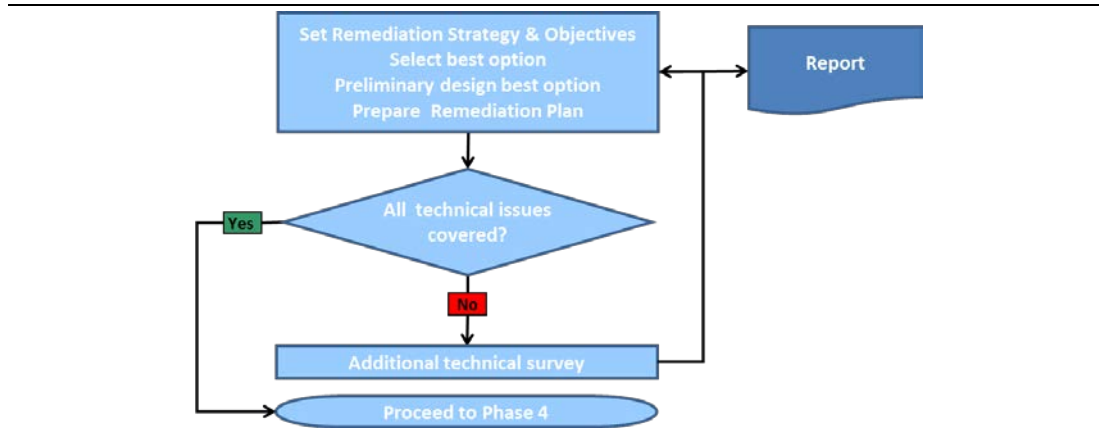 Set Remediation Strategy & Objectives
Select best option
Preliminary design best option
Prepare Remediation Plan
Report
All technical issues
covered?
Yes
No
Additional technical survey
Proceed to Phase 4